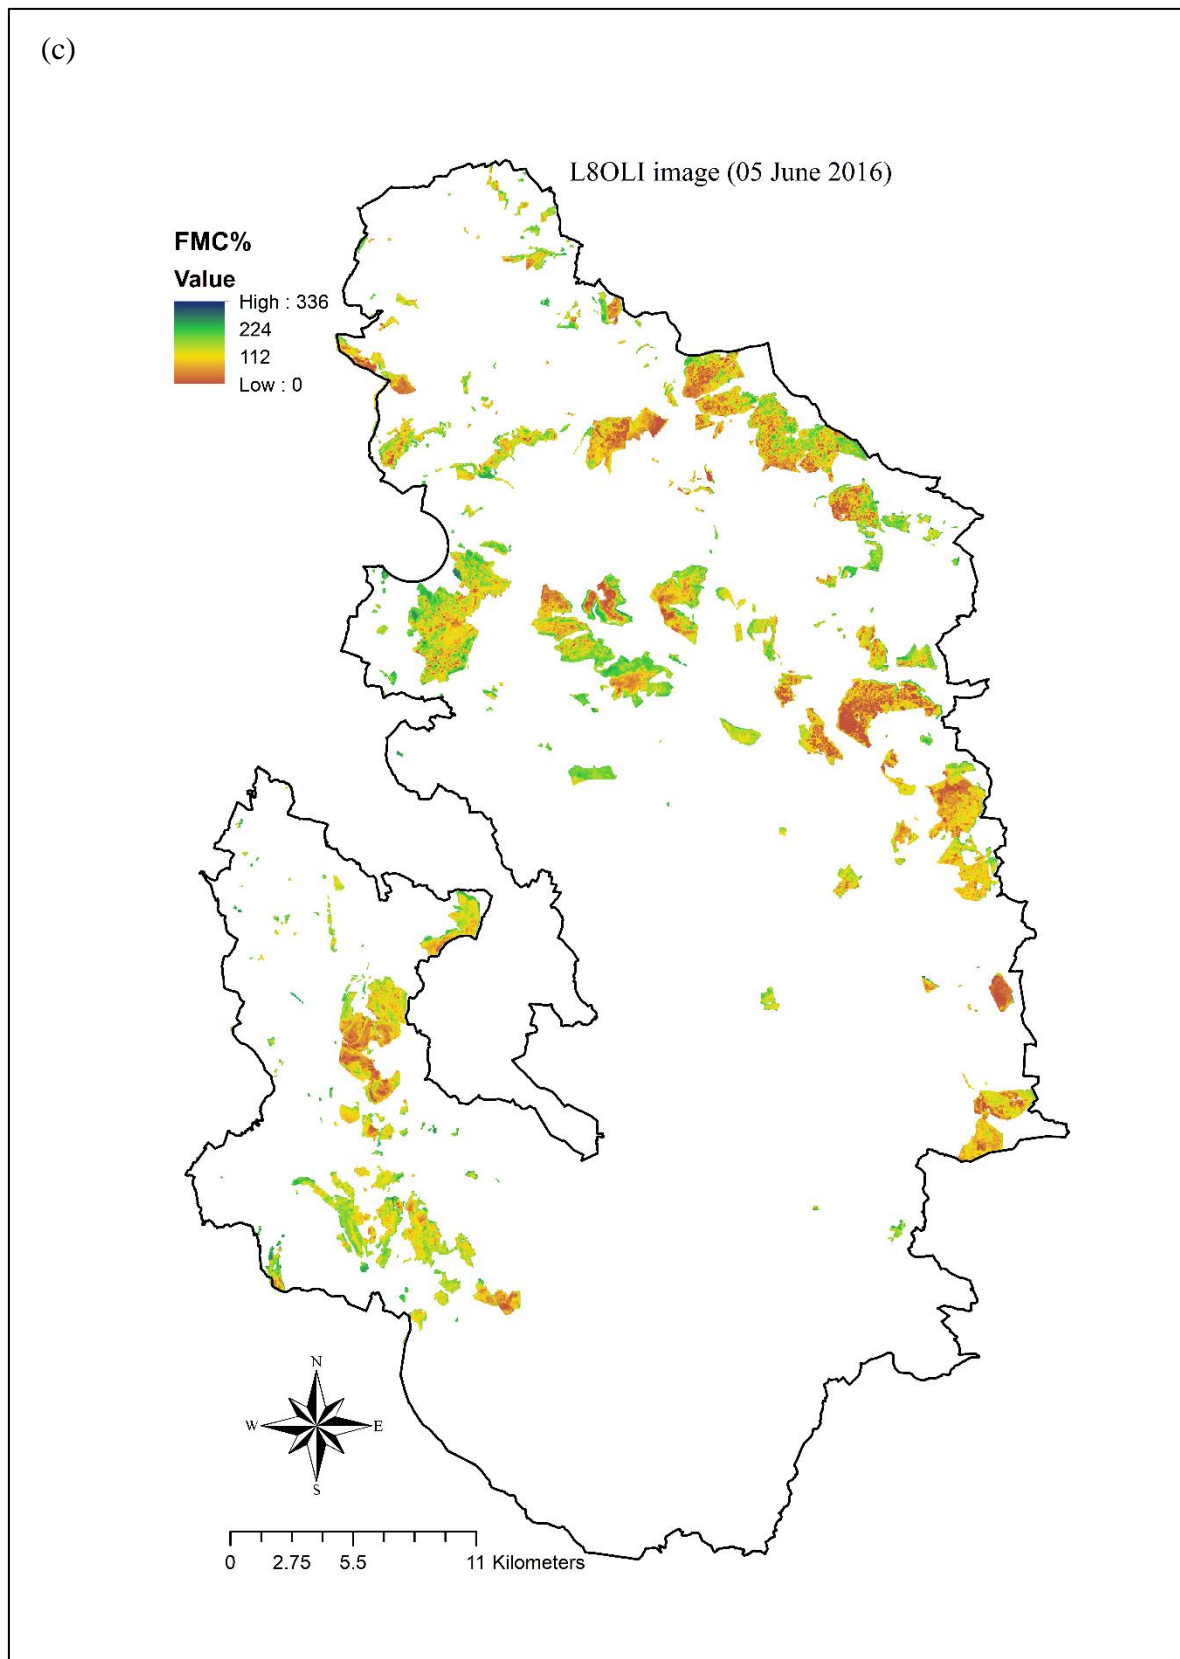 (c)
L8OLI image (05 June 2016)
FMC%
Value
High : 336
224
112
Low : 0
N
W E
S
0 2.75 5.5 11 Kilometers